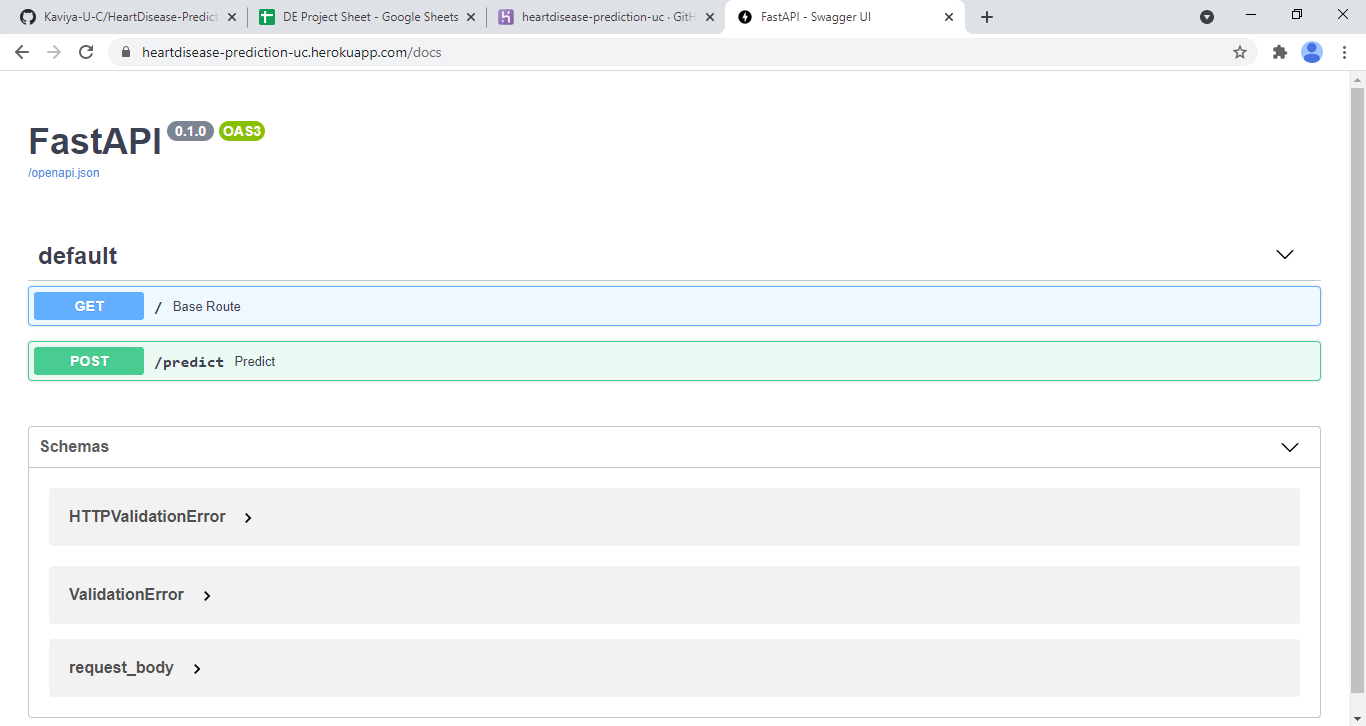 Kaviya-U-C/HeartDisease-Predict
DE Project Sheet - Google Sheets
heartdisease-prediction-uc · GitH
FastAPI - Swagger UI
heartdisease-prediction-uc.herokuapp.com/docs
FastAPI 0.1.0 OAS3
/openapi.json
default
GET / Base Route
POST /predict Predict
Schemas
HTTPValidationError
ValidationError
request_body